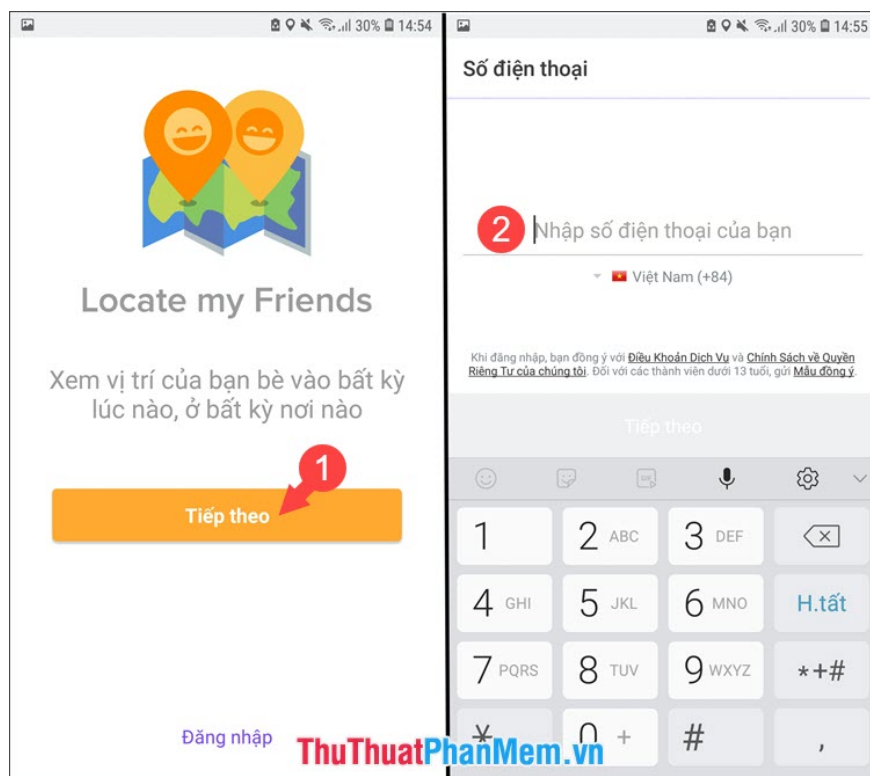 30% 14:54
Locate my Friends
Xem vị trí của bạn bè vào bất kỳ
lúc nào, ở bất kỳ nơi nào
1
Tiếp theo
Đăng nhập
30% 14:55
Số điện thoại
2 Nhập số điện thoại của bạn
Việt Nam (+84)
Khi đăng nhập, bạn đồng ý với Điều Khoản Dịch Vụ và Chính Sách về Quyền
Riêng Tư của chúng tôi. Đối với các thành viên dưới 13 tuổi, gửi Mẫu đồng ý.
Tiếp theo
GIF
1 2 ABC 3 DEF
4 GHI 5 JKL 6 MNO H.tất
7 PQRS 8 TUV 9 WXYZ *+#
* 0 + # ,
ThuThuatPhanMem.vn